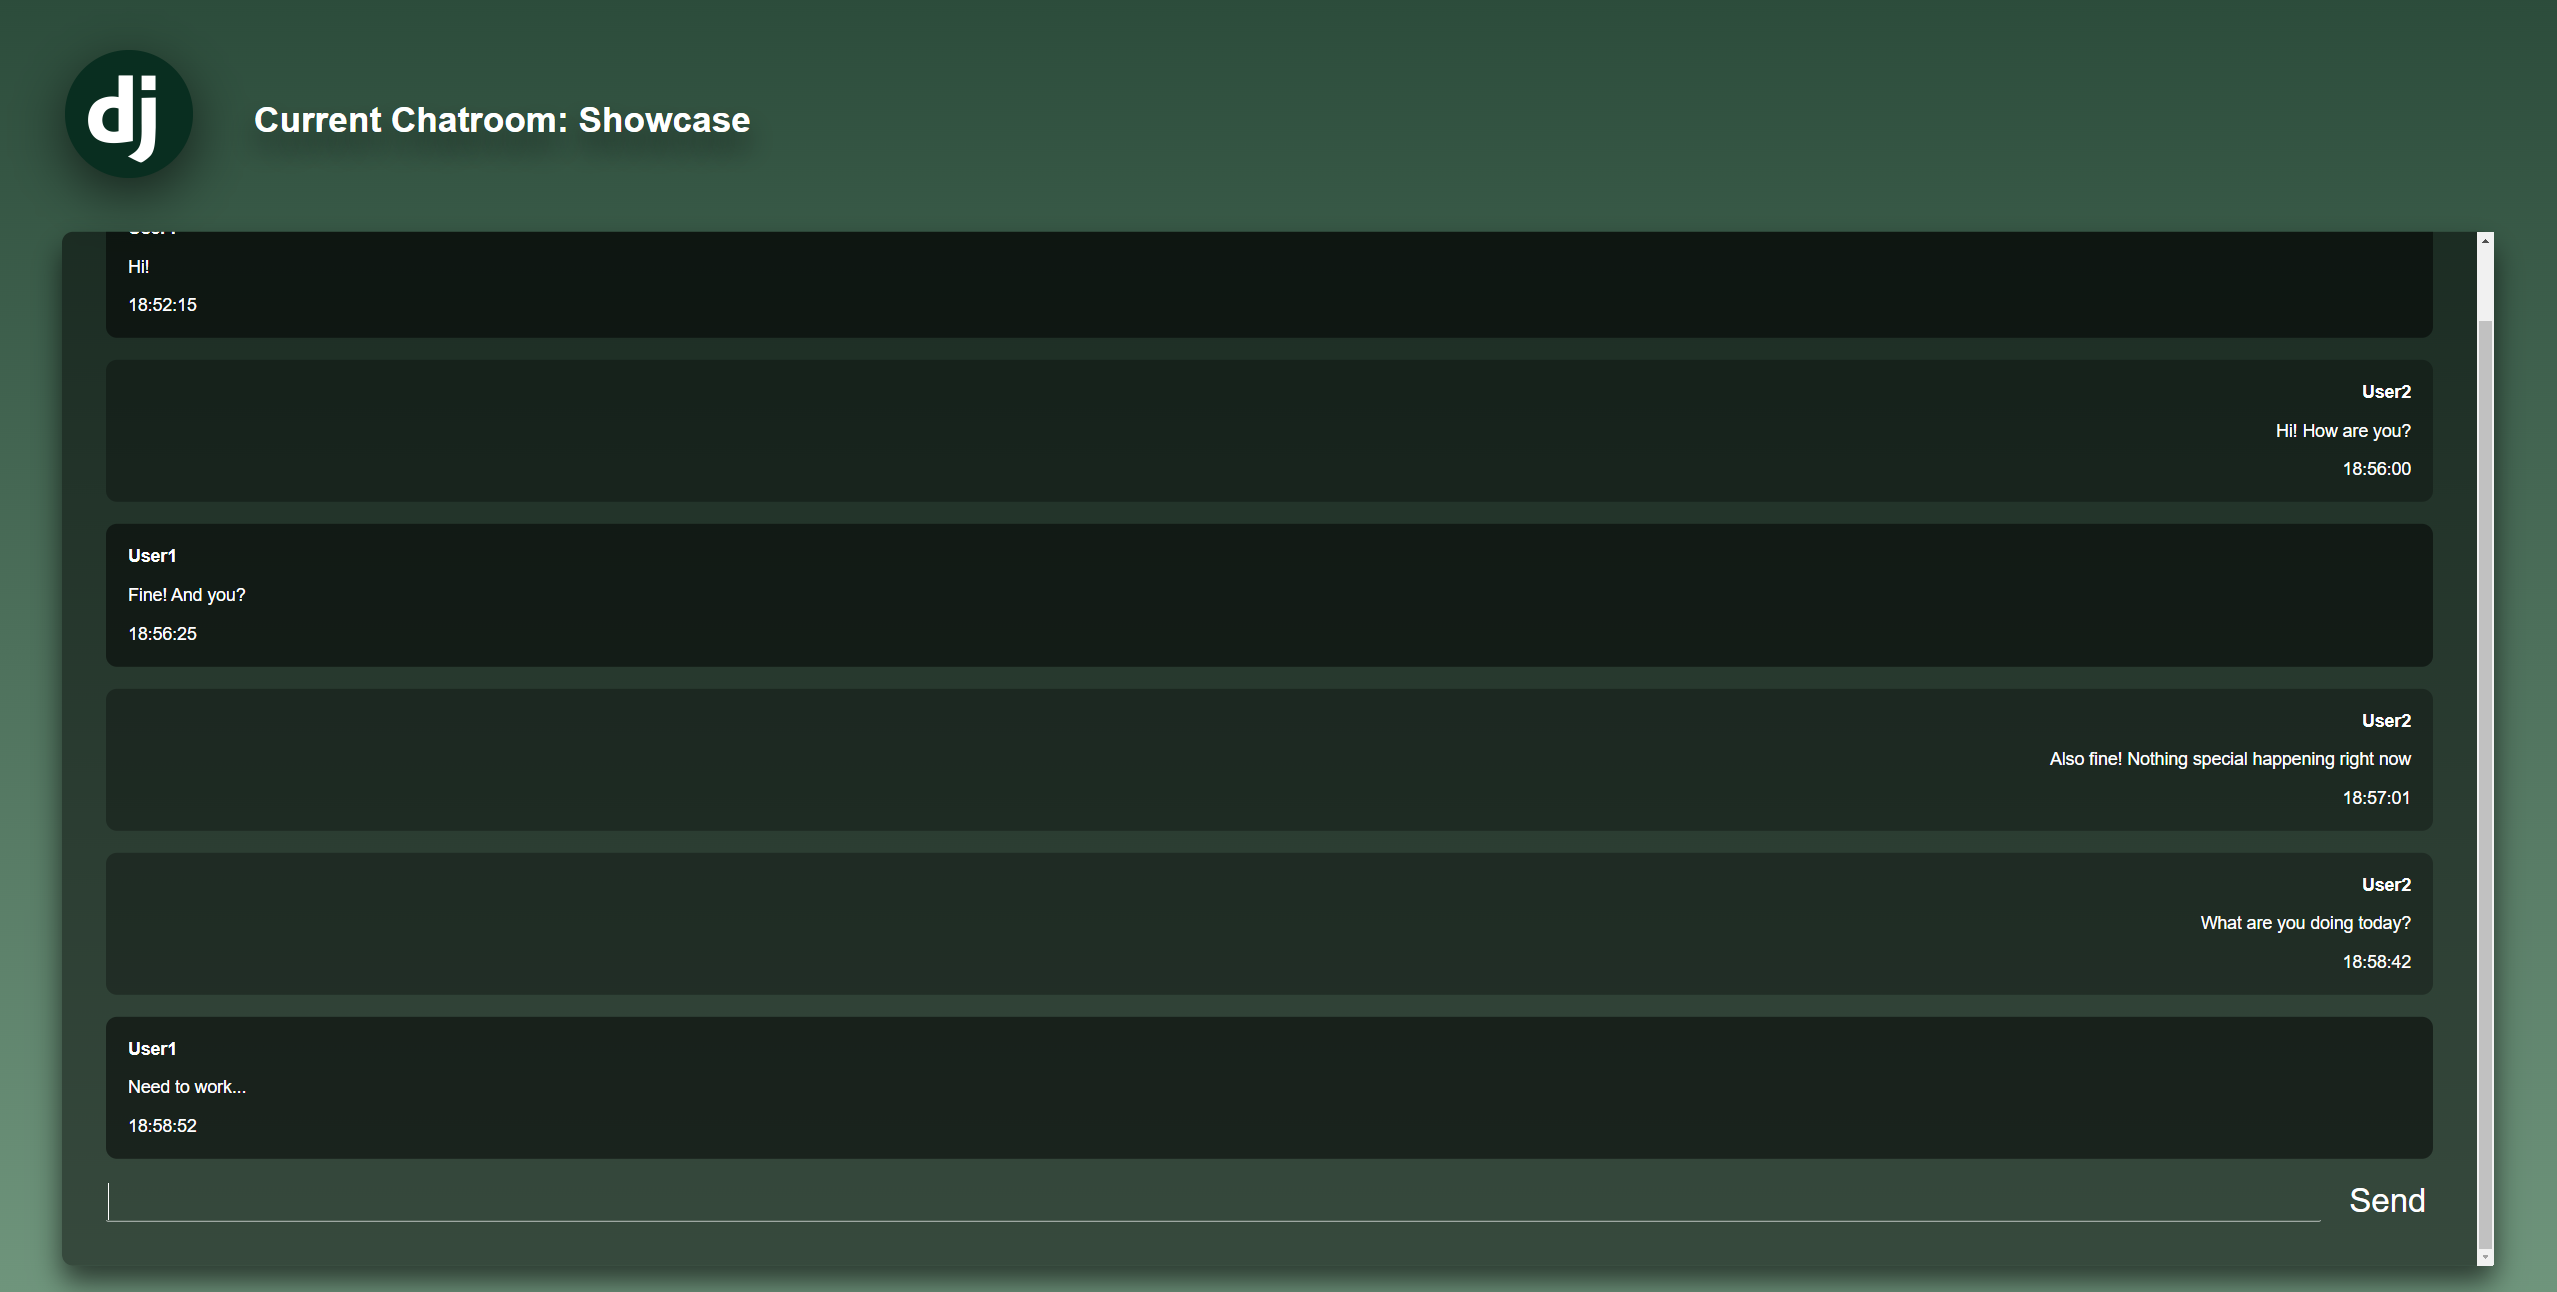 dj
Current Chatroom: Showcase
Hi!
18:52:15
User2
Hi! How are you?
18:56:00
User1
Fine! And you?
18:56:25
User2
Also fine! Nothing special happening right now
18:57:01
User2
What are you doing today?
18:58:42
User1
Need to work...
18:58:52
Send